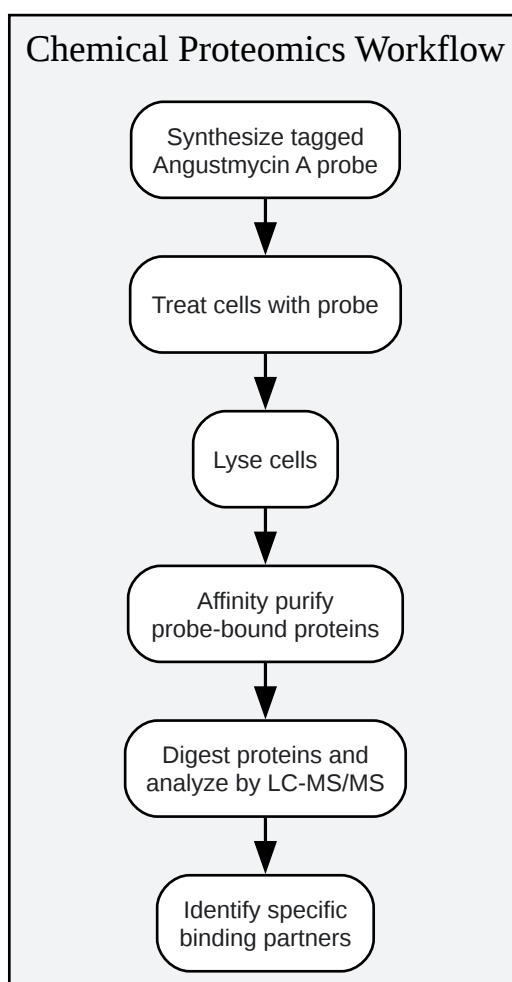 Chemical Proteomics Workflow
Synthesize tagged
Angustmycin A probe
Treat cells with probe
Lyse cells
Affinity purify
probe-bound proteins
Digest proteins and
analyze by LC-MS/MS
Identify specific
binding partners